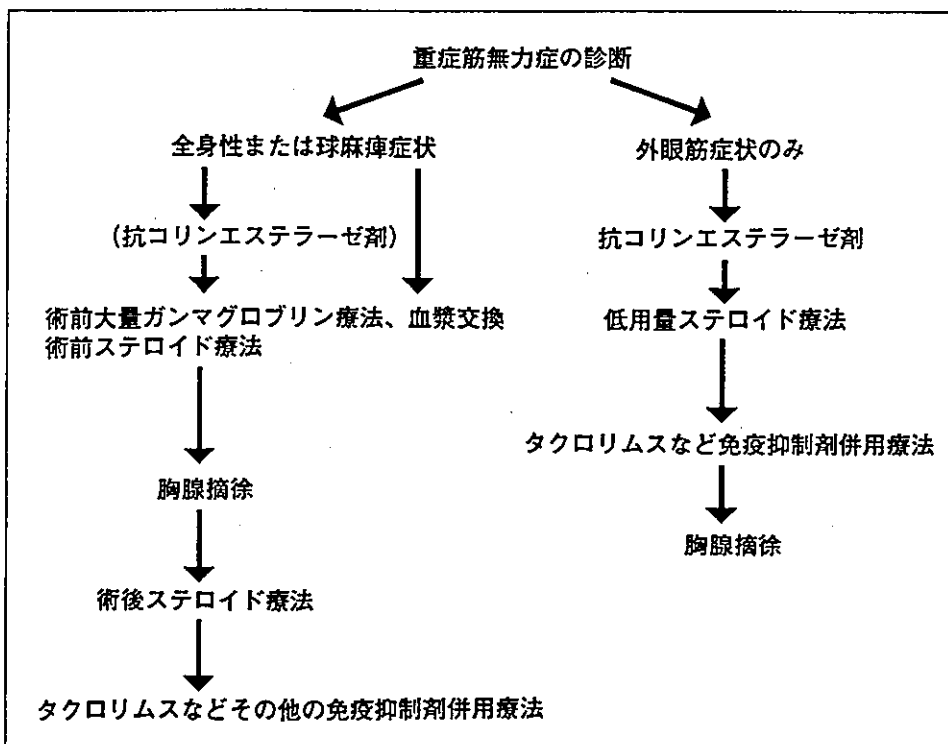 重症筋無力症の診断
全身性または球麻痺症状
外眼筋症状のみ
(抗コリンエステラーゼ剤)
抗コリンエステラーゼ剤
術前大量ガンマグロブリン療法、血漿交換
術前ステロイド療法
低用量ステロイド療法
タクロリムスなど免疫抑制剤併用療法
胸腺摘徐
胸腺摘徐
術後ステロイド療法
タクロリムスなどその他の免疫抑制剤併用療法